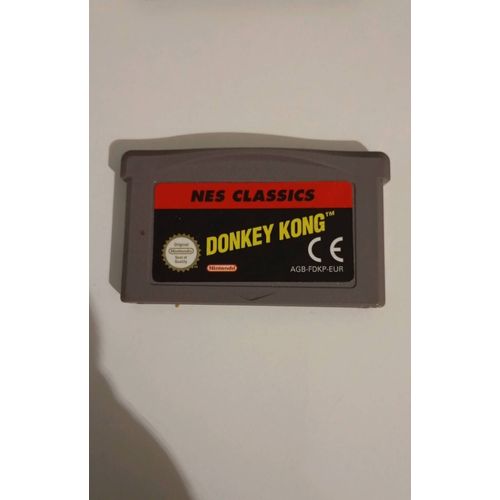 NES CLASSICS
DONKEY KONG™
Original
Nintendo
Seal of
Quality
Nintendo
CE
AGB-FDKP-EUR